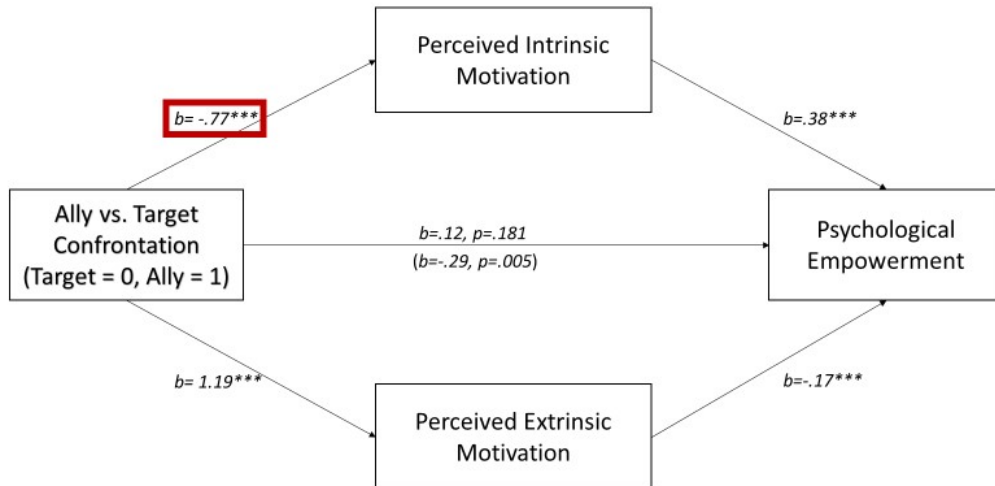 Perceived Intrinsic
Motivation
b= -.77***
b=.38***
Ally vs. Target
Confrontation
(Target = 0, Ally = 1)
b=.12, p=.181
(b=-.29, p=.005)
Psychological
Empowerment
b= 1.19***
b=-.17***
Perceived Extrinsic
Motivation